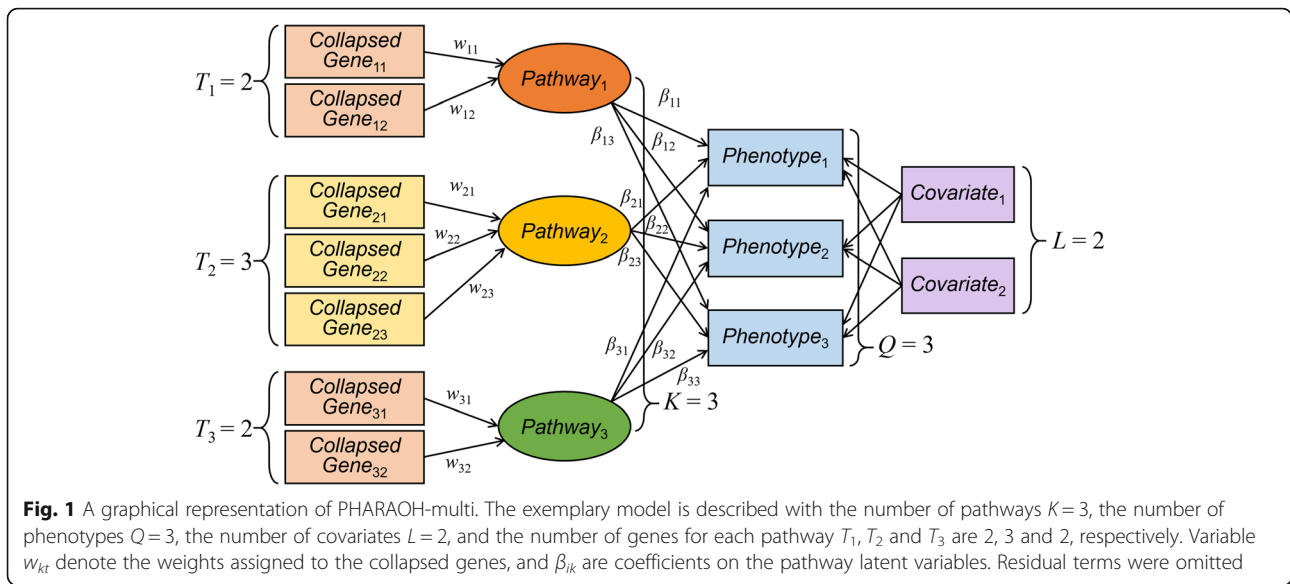 T₁ = 2
Collapsed
Gene₁₁
Collapsed
Gene₁₂
w₁₁
w₁₂
Pathway₁
T₂ = 3
Collapsed
Gene₂₁
Collapsed
Gene₂₂
Collapsed
Gene₂₃
w₂₁
w₂₂
w₂₃
Pathway₂
T₃ = 2
Collapsed
Gene₃₁
Collapsed
Gene₃₂
w₃₁
w₃₂
Pathway₃
K = 3
β₁₁
β₁₂
β₁₃
β₂₁
β₂₂
β₂₃
β₃₁
β₃₂
β₃₃
Phenotype₁
Phenotype₂
Phenotype₃
Q = 3
Covariate₁
Covariate₂
L = 2
Fig. 1 A graphical representation of PHARAOH-multi. The exemplary model is described with the number of pathways K = 3, the number of
phenotypes Q = 3, the number of covariates L = 2, and the number of genes for each pathway T₁, T₂ and T₃ are 2, 3 and 2, respectively. Variable
wₖₜ denote the weights assigned to the collapsed genes, and βᵢₖ are coefficients on the pathway latent variables. Residual terms were omitted